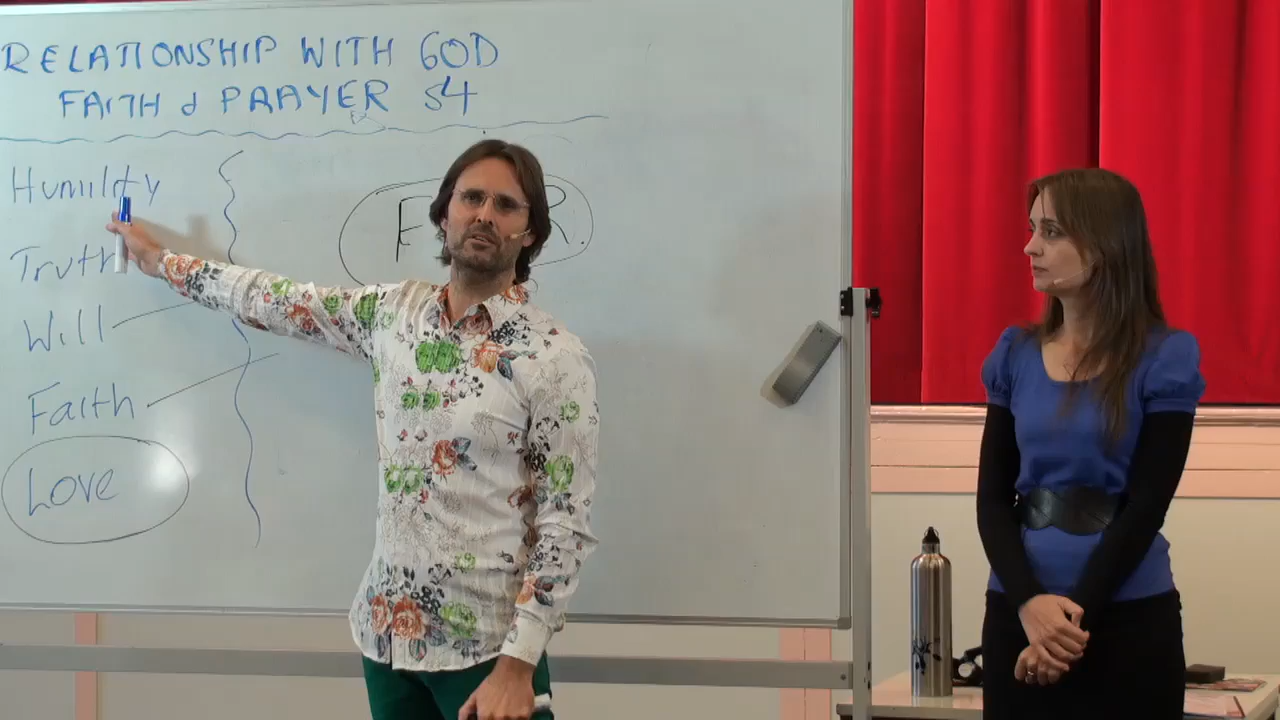 RELATIONSHIP WITH GOD
FAITH & PRAYER S4
Humility
Truth
Will
Faith
Love